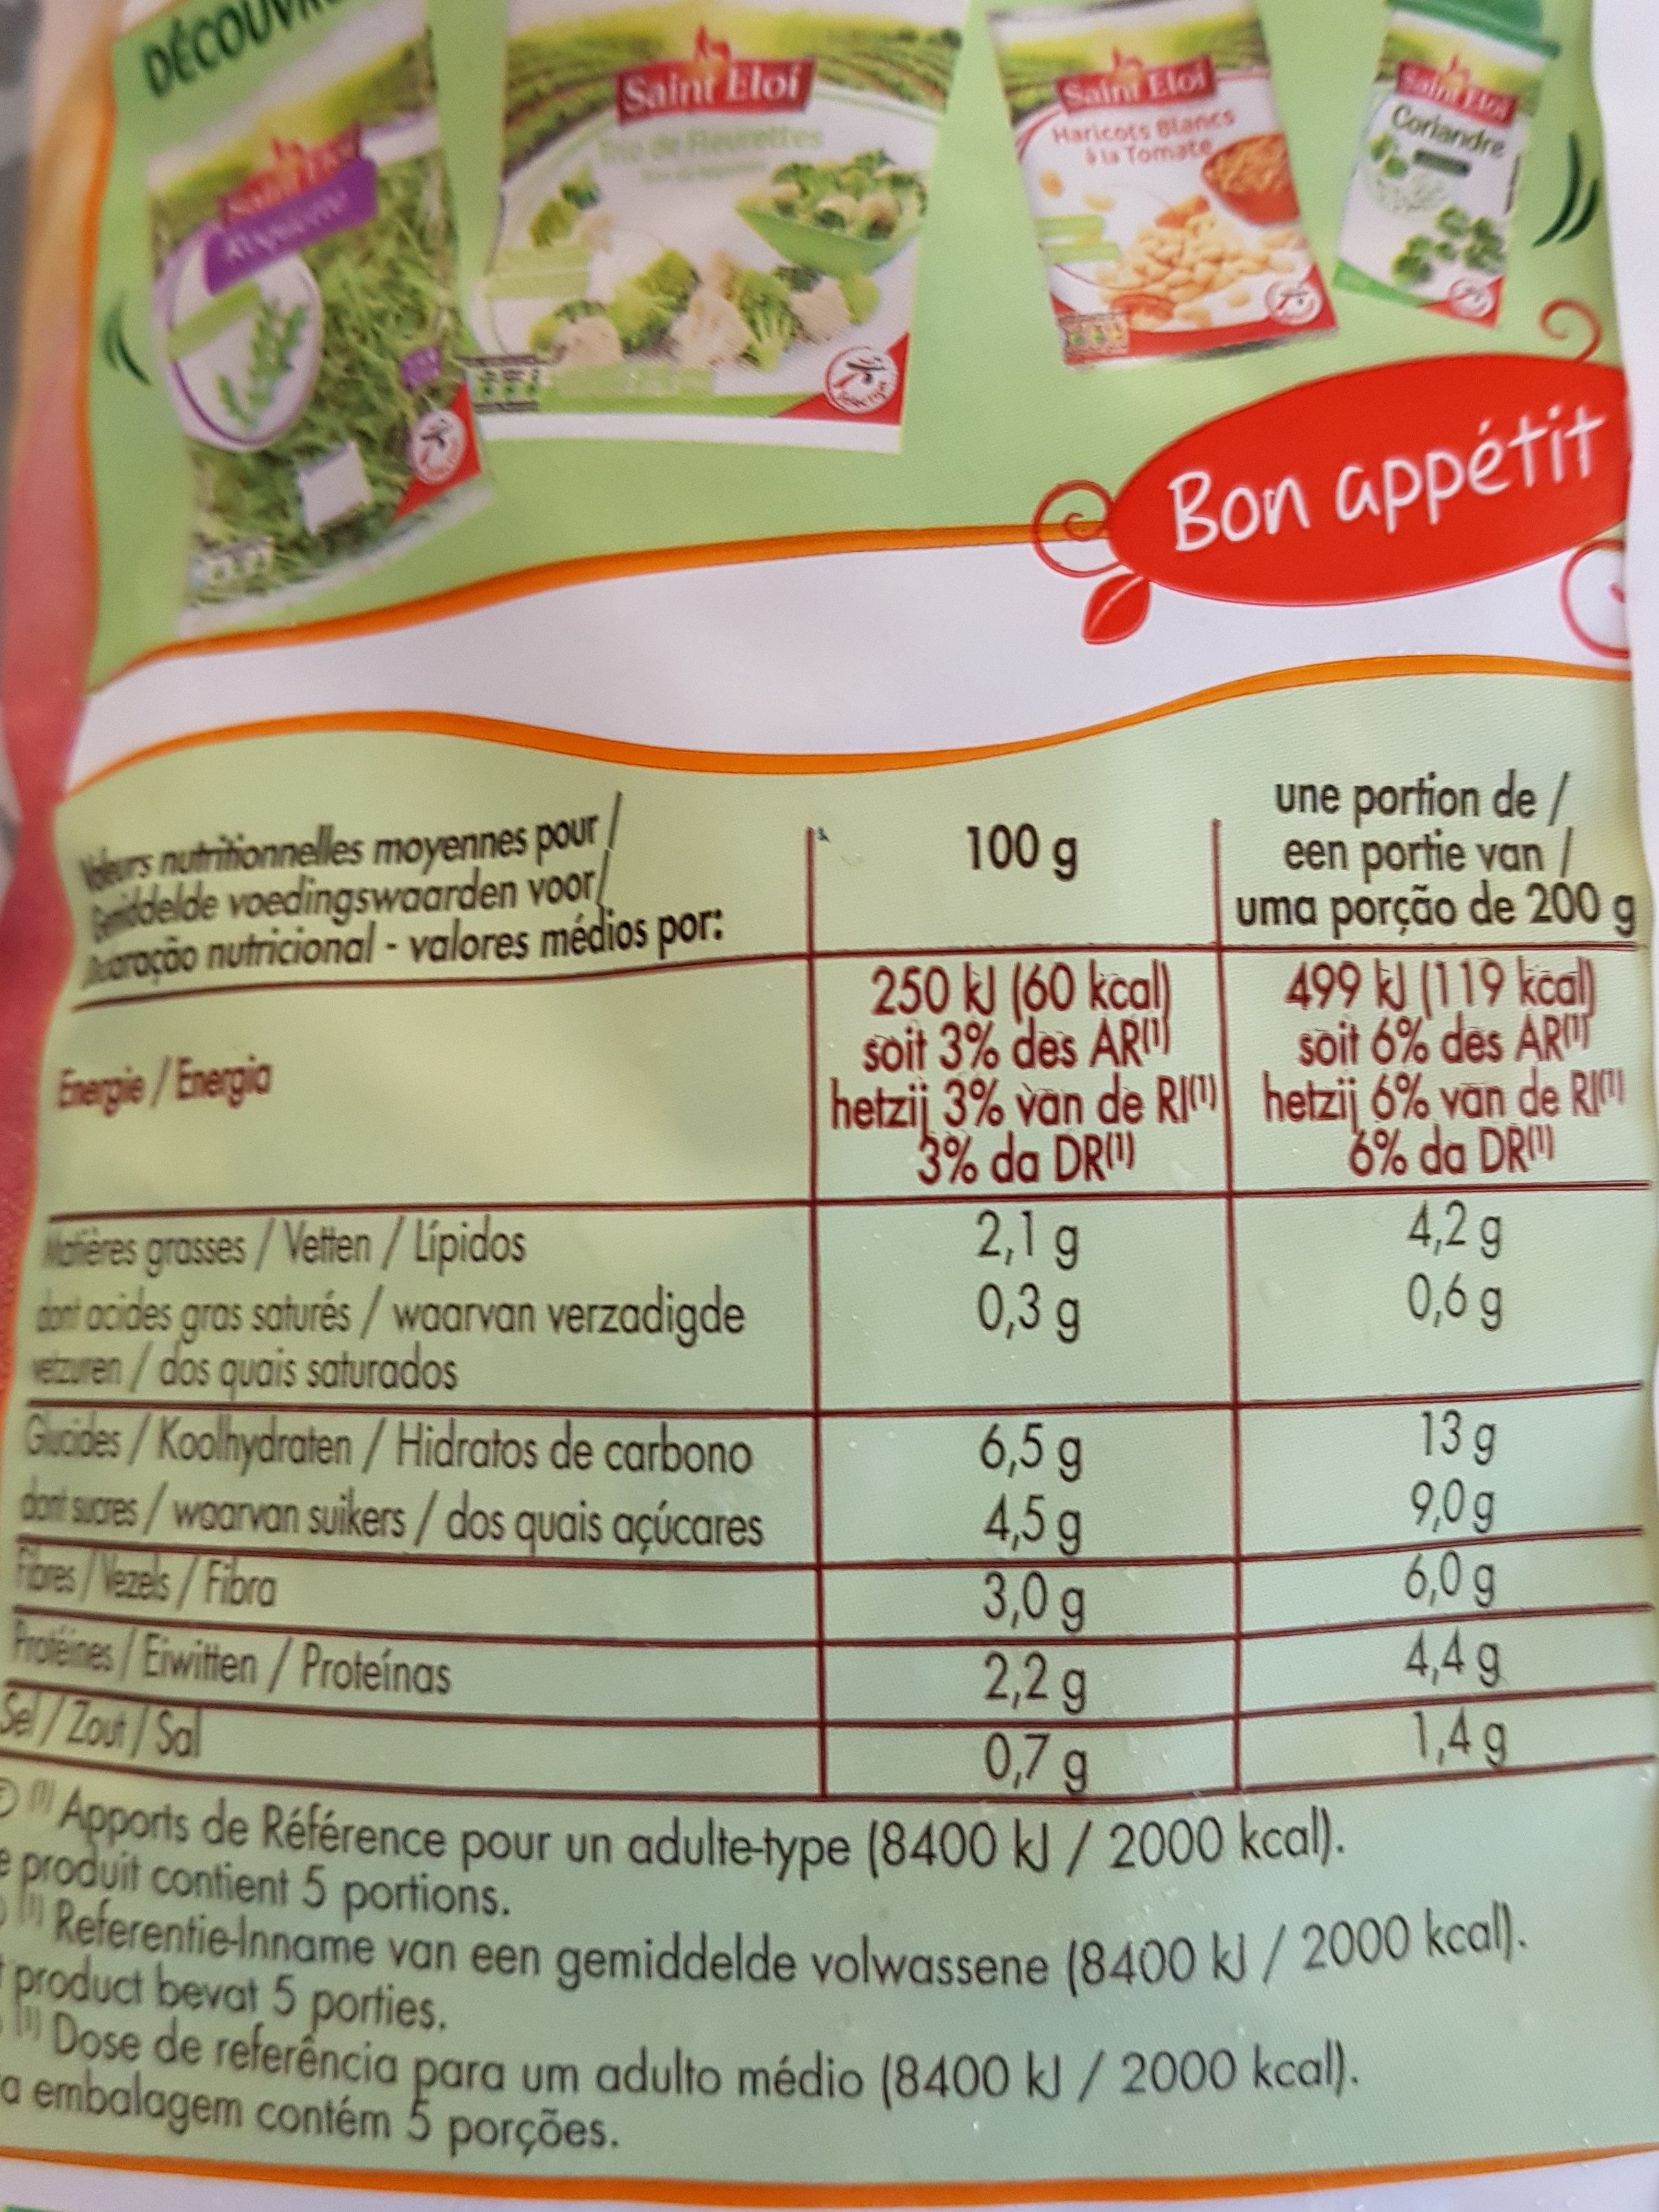 DÉCOUV
Saint Eloi
Trio de Fleurettes
Saint Eloi
Haricots Blancs
à la Tomate
Saint Eloi
Coriandre
Saint Eloi
Bon appétit
Valeurs nutritionnelles moyennes pour /
Gemiddelde voedingswaarden voor/
nutricional - valores médios por:
100 g
une portion de /
een portie van /
uma porção de 200 g
Energie / Energia
250 kJ (60 kcal)
soit 3% des AR(1)
hetzij 3% van de RI(1)
3% da DR(1)
499 kJ (119 kcal)
soit 6% des AR(1)
hetzij 6% van de RI(1)
6% da DR(1)
Matières grasses / Vetten / Lípidos 2,1 g 4,2 g
dont acides gras saturés / waarvan verzadigde 0,3 g 0,6 g
vetzuren / dos quais saturados
Glucides / Koolhydraten / Hidratos de carbono 6,5 g 13 g
dont sucres / waarvan suikers / dos quais açúcares 4,5 g 9,0 g
Fibres / Vezels / Fibra 3,0 g 6,0 g
Protéines / Eiwitten / Proteínas 2,2 g 4,4 g
Sel / Zout / Sal 0,7 g 1,4 g
(1) Apports de Référence pour un adulte-type (8400 kJ / 2000 kcal).
e produit contient 5 portions.
(1) Referentie-Inname van een gemiddelde volwassene (8400 kJ / 2000 kcal).
t product bevat 5 porties.
(1) Dose de referência para um adulto médio (8400 kJ / 2000 kcal).
a embalagem contém 5 porções.